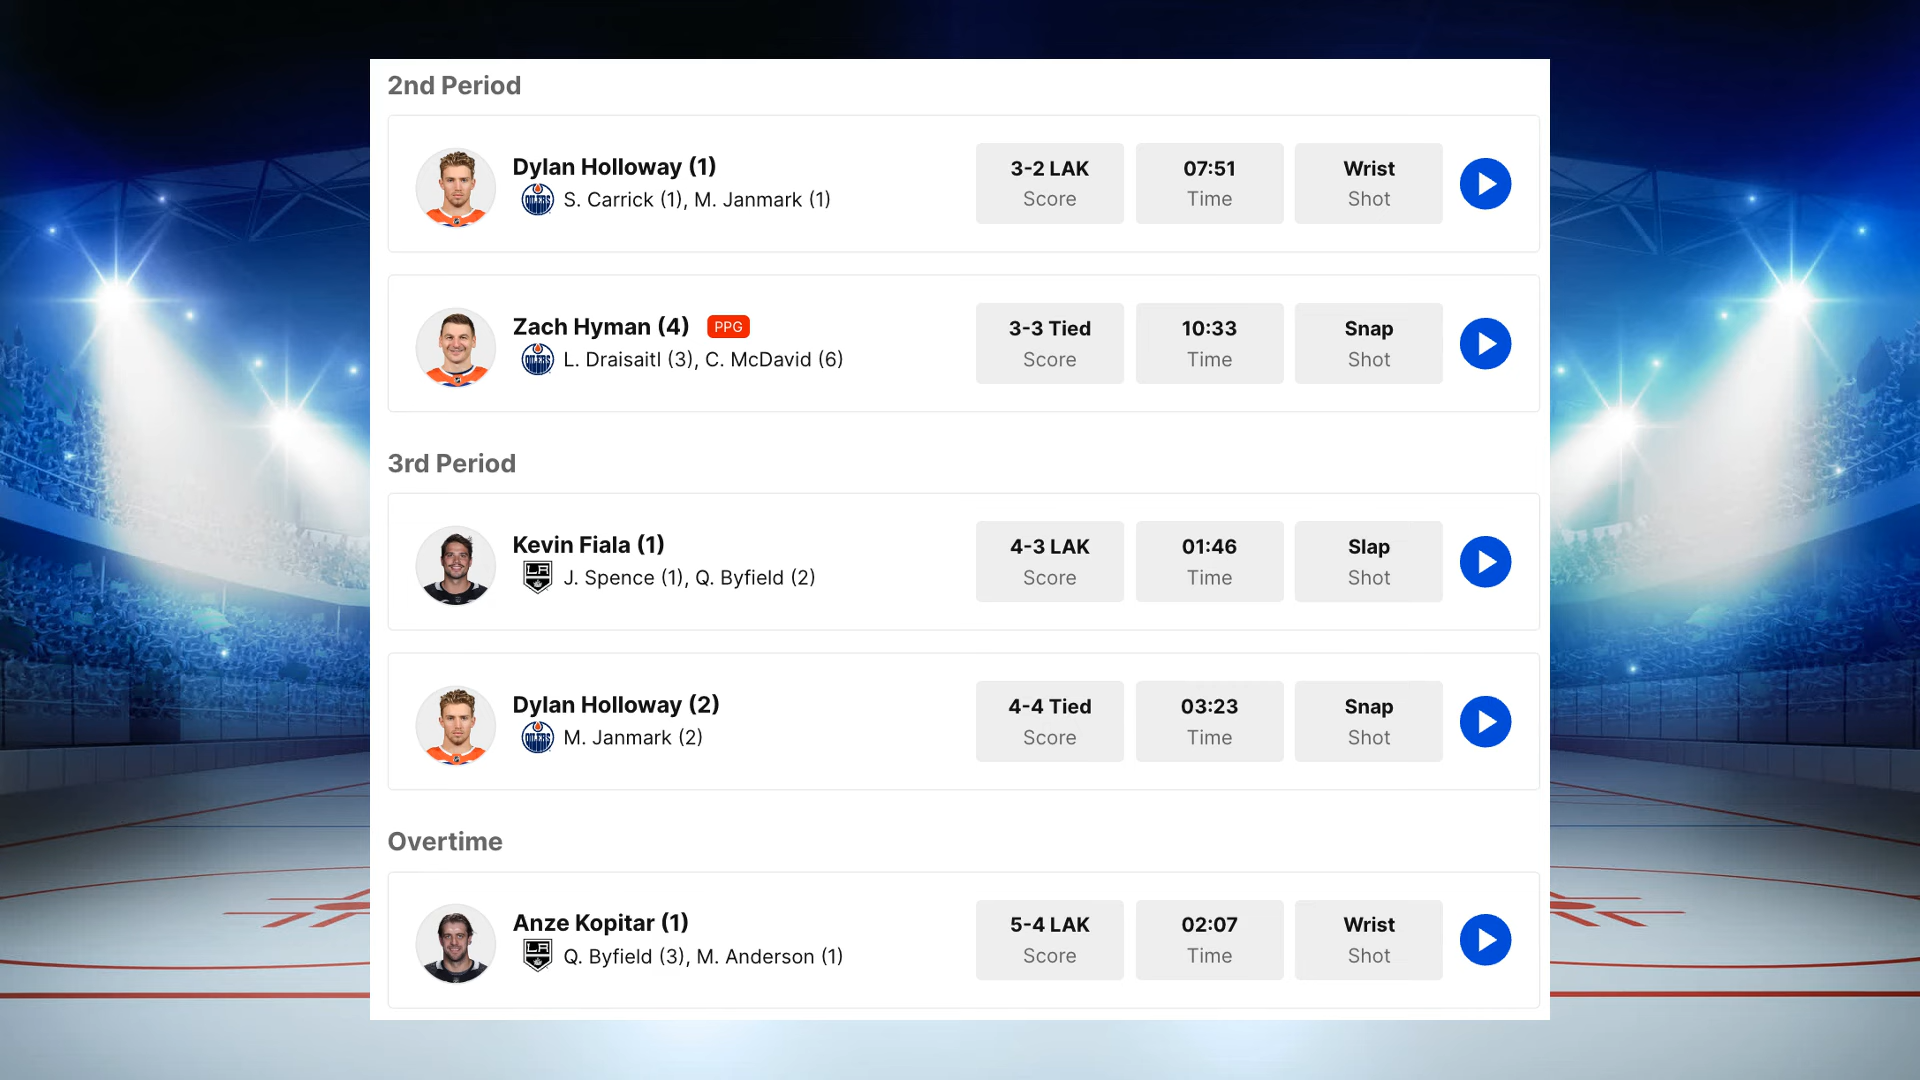 2nd Period
Dylan Holloway (1)
S. Carrick (1), M. Janmark (1)
3-2 LAK
Score
07:51
Time
Wrist
Shot
Zach Hyman (4) PPG
OILERS L. Draisaitl (3), C. McDavid (6)
3-3 Tied
Score
10:33
Time
Snap
Shot
3rd Period
Kevin Fiala (1)
LA J. Spence (1), Q. Byfield (2)
4-3 LAK
Score
01:46
Time
Slap
Shot
Dylan Holloway (2)
OILERS M. Janmark (2)
4-4 Tied
Score
03:23
Time
Snap
Shot
Overtime
Anze Kopitar (1)
LA Q. Byfield (3), M. Anderson (1)
5-4 LAK
Score
02:07
Time
Wrist
Shot